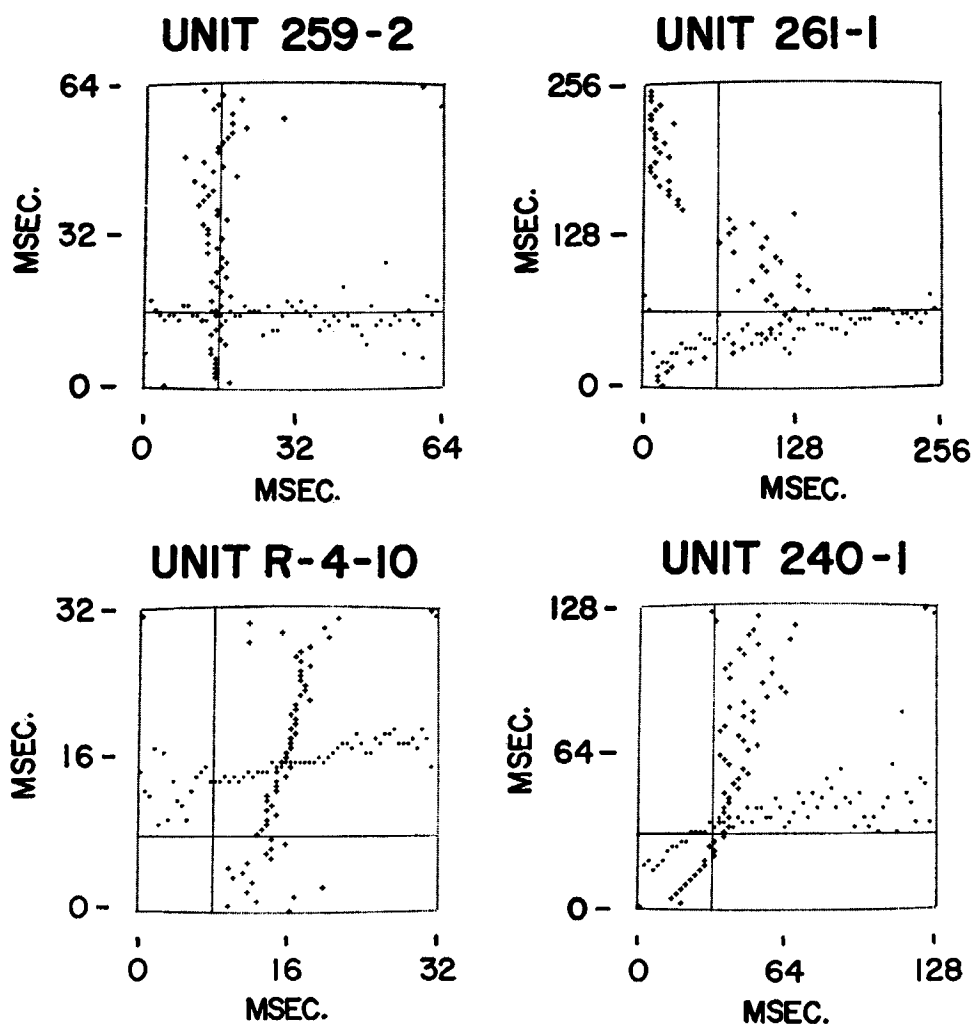 UNIT 259-2
64
32
0
MSEC.
0 32 64
MSEC.
UNIT 261-1
256
128
0
MSEC.
0 128 256
MSEC.
UNIT R-4-10
32
16
0
MSEC.
0 16 32
MSEC.
UNIT 240-1
128
64
0
MSEC.
0 64 128
MSEC.